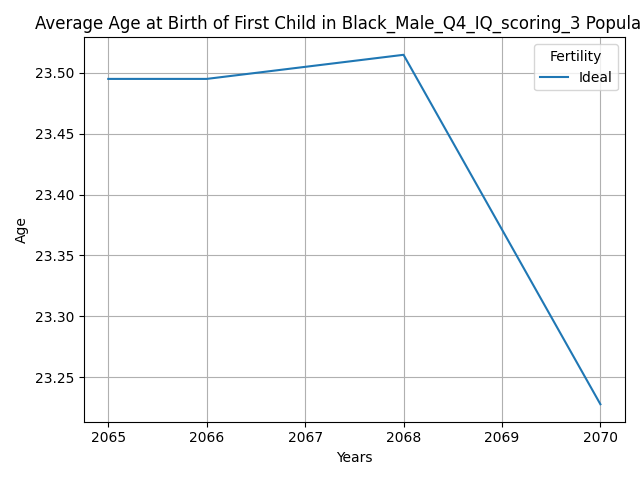 Average Age at Birth of First Child in Black_Male_Q4_IQ_scoring_3 Popula
Fertility
Ideal
23.50
23.45
23.40
23.35
23.30
23.25
Age
2065 2066 2067 2068 2069 2070
Years